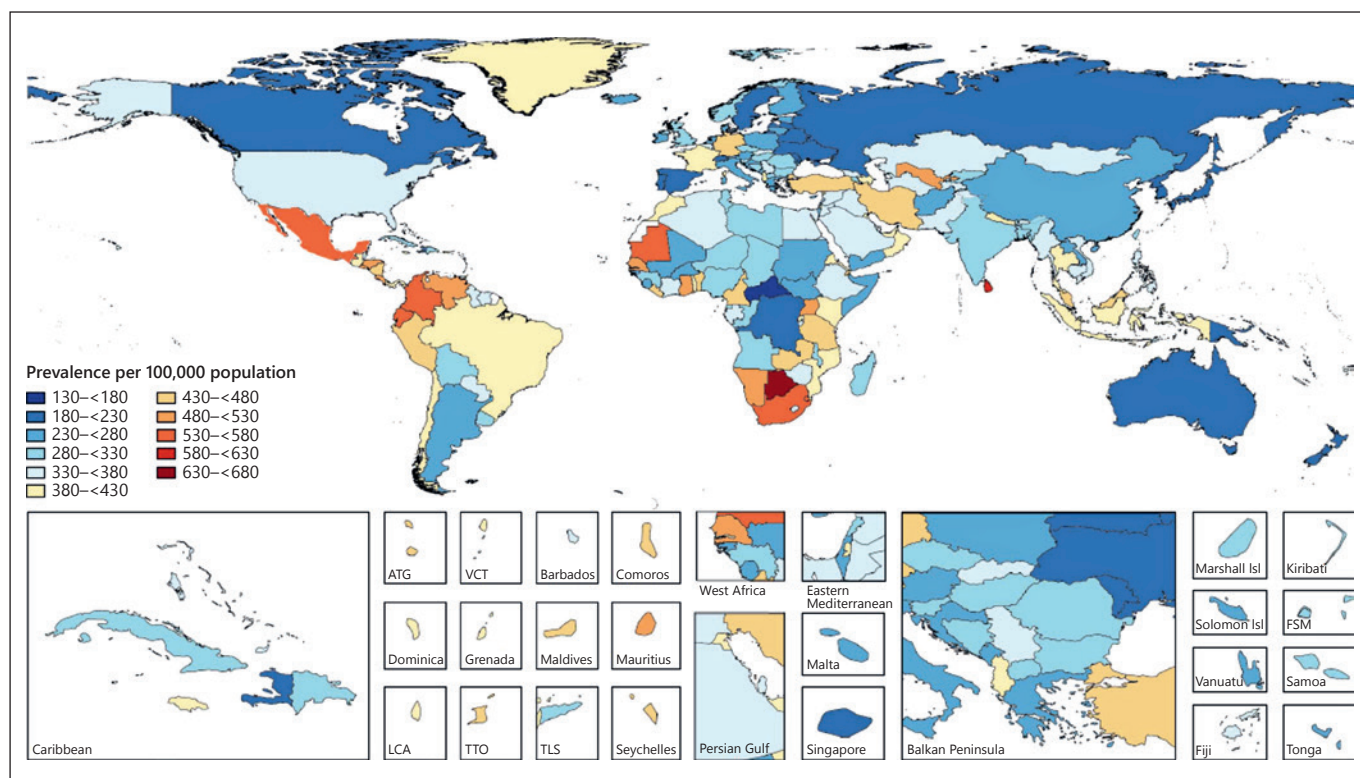 Prevalence per 100,000 population
130–<180
180–<230
230–<280
280–<330
330–<380
380–<430
430–<480
480–<530
530–<580
580–<630
630–<680
Caribbean
ATG
VCT
Barbados
Comoros
West Africa
Eastern
Mediterranean
Marshall Isl
Kiribati
Dominica
Grenada
Maldives
Mauritius
Malta
Solomon Isl
FSM
Vanuatu
Samoa
LCA
TTO
TLS
Seychelles
Persian Gulf
Singapore
Balkan Peninsula
Fiji
Tonga